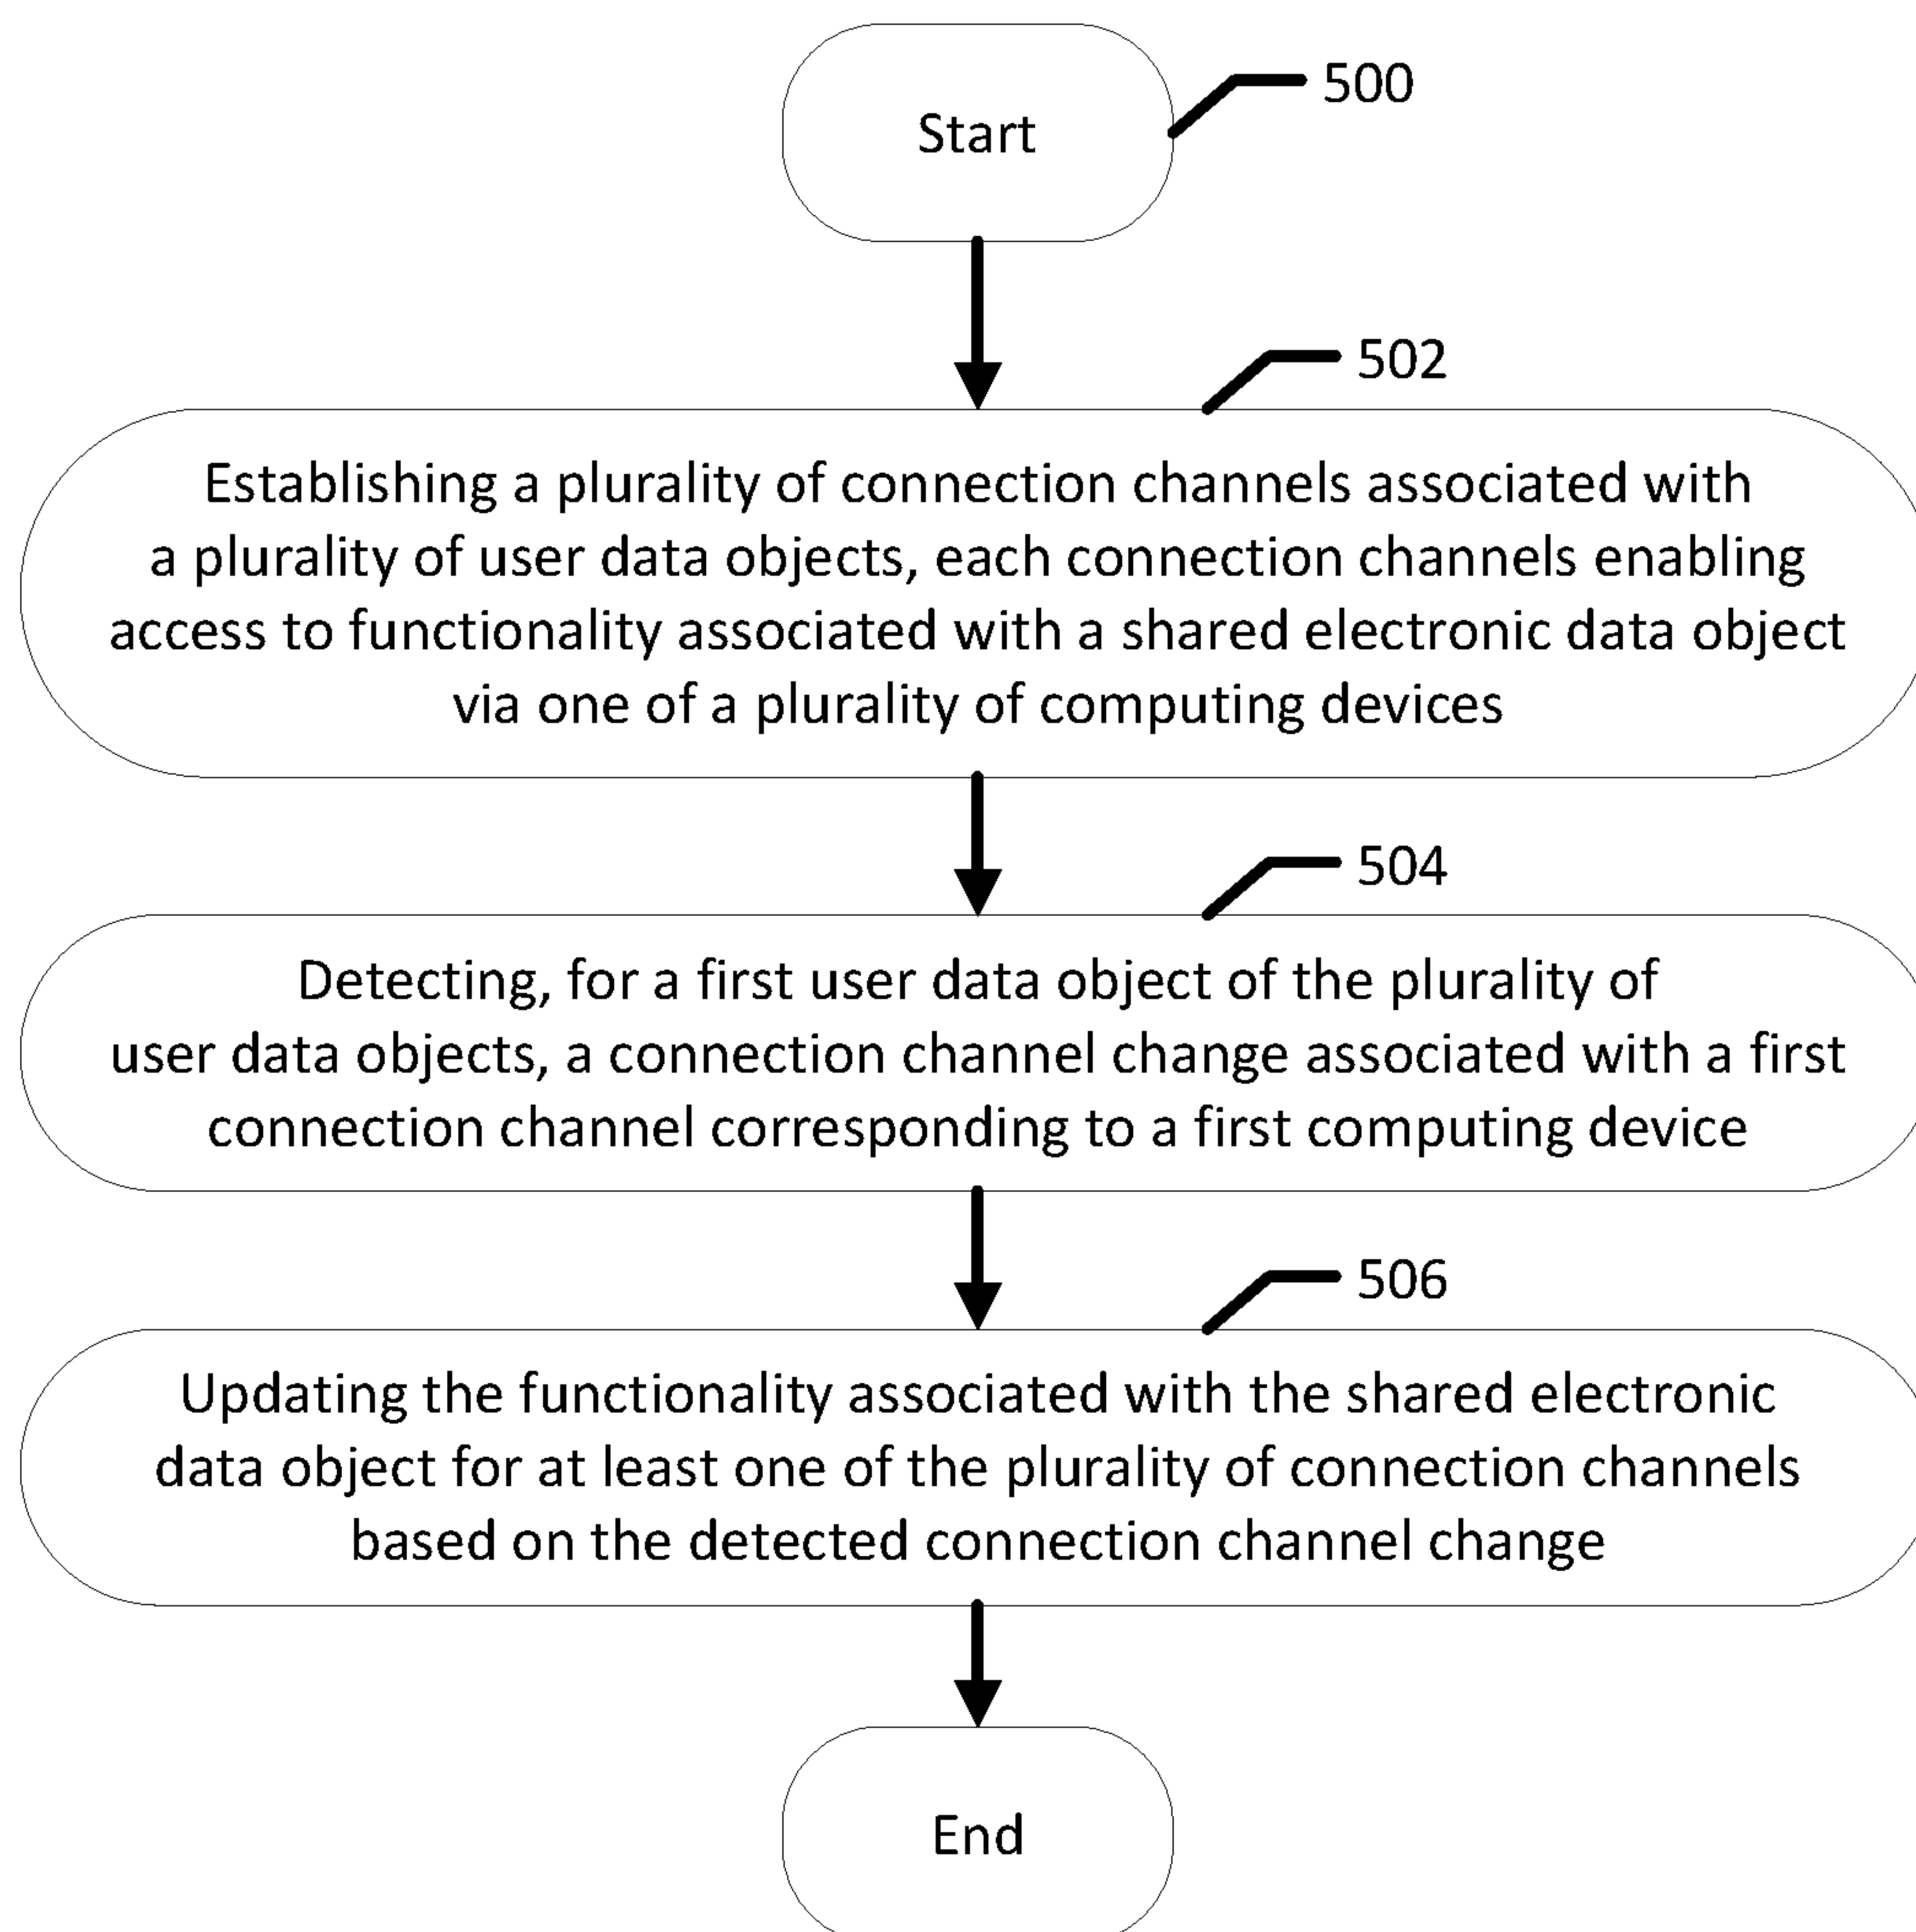 Start
500
502
Establishing a plurality of connection channels associated with
a plurality of user data objects, each connection channels enabling
access to functionality associated with a shared electronic data object
via one of a plurality of computing devices
504
Detecting, for a first user data object of the plurality of
user data objects, a connection channel change associated with a first
connection channel corresponding to a first computing device
506
Updating the functionality associated with the shared electronic
data object for at least one of the plurality of connection channels
based on the detected connection channel change
End